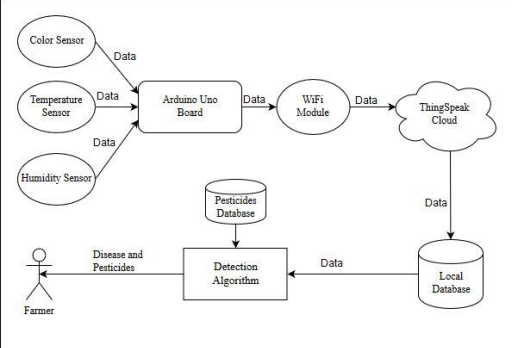 Color Sensor
Data
Temperature
Sensor
Data
Arduino Uno
Board
Data
WiFi
Module
Data
ThingSpeak
Cloud
Data
Humidity Sensor
Pesticides
Database
Data
Disease and
Pesticides
Detection
Algorithm
Data
Local
Database
Farmer